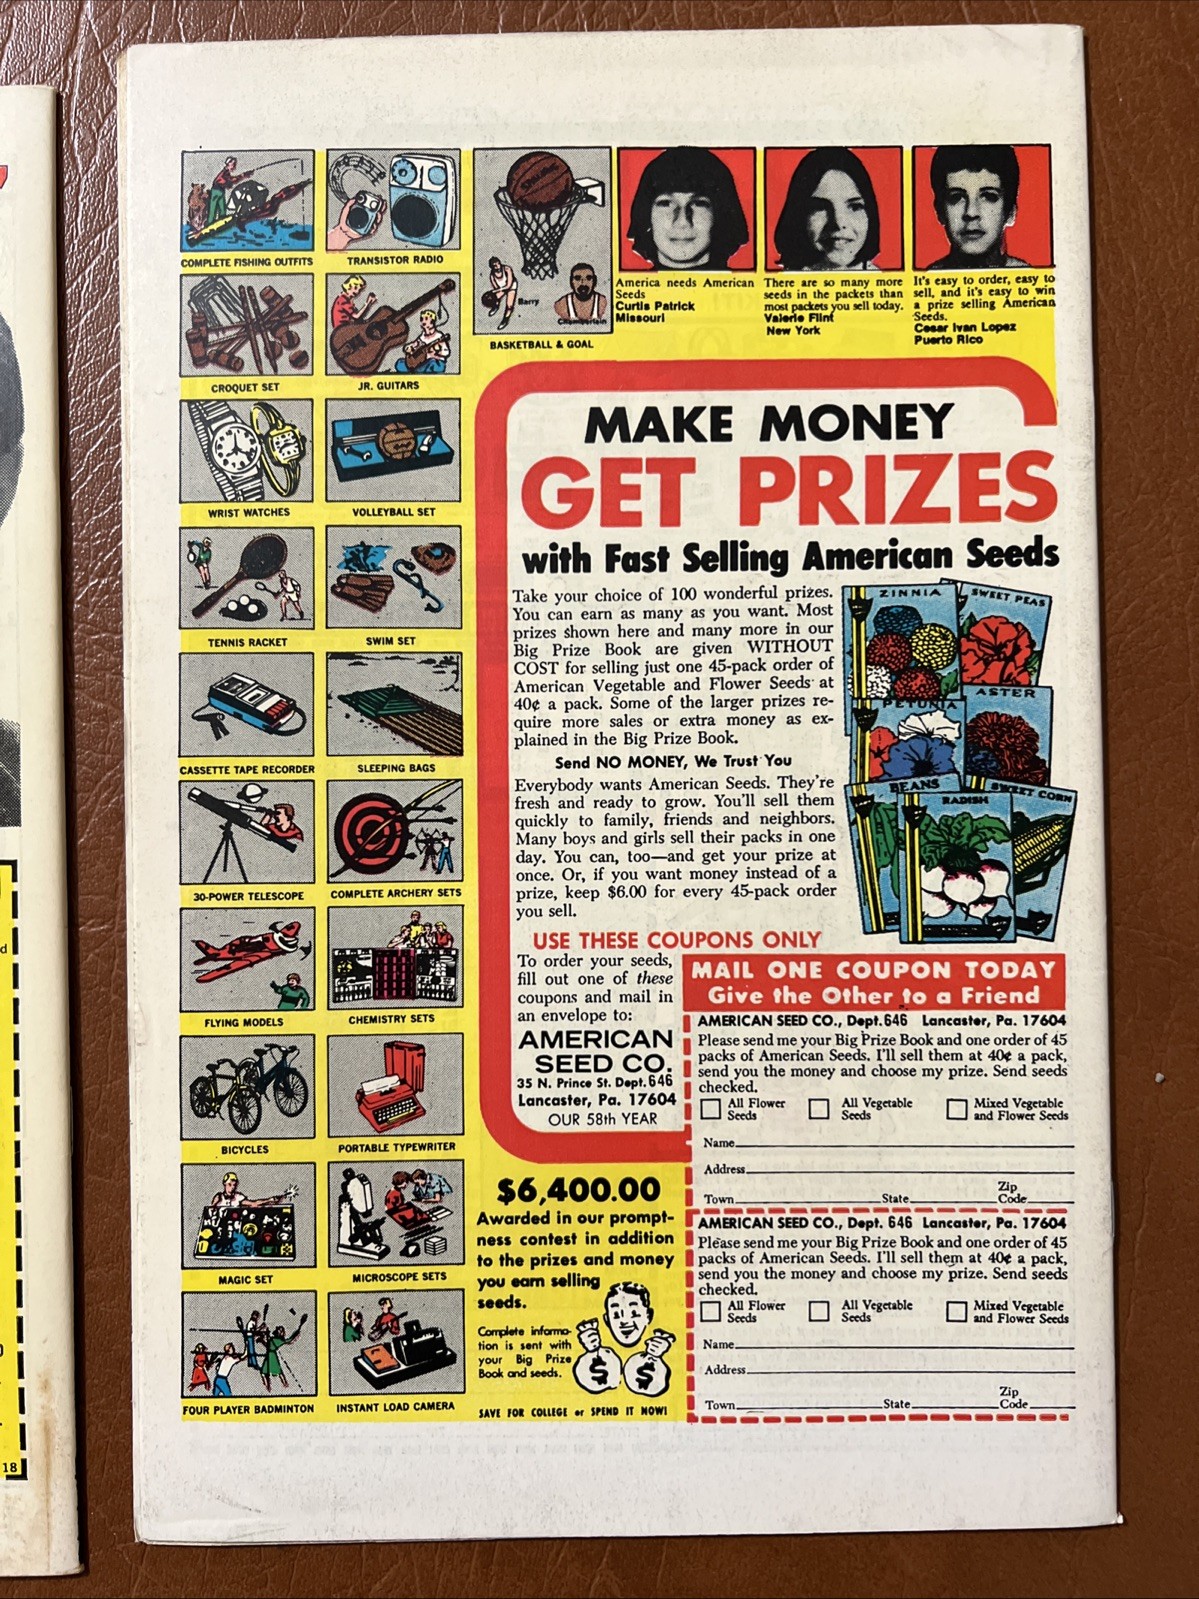 COMPLETE FISHING OUTFITS
TRANSISTOR RADIO
CROQUET SET
JR. GUITARS
WRIST WATCHES
VOLLEYBALL SET
TENNIS RACKET
SWIM SET
CASSETTE TAPE RECORDER
SLEEPING BAGS
30-POWER TELESCOPE
COMPLETE ARCHERY SETS
FLYING MODELS
CHEMISTRY SETS
BICYCLES
PORTABLE TYPEWRITER
MAGIC SET
MICROSCOPE SETS
FOUR PLAYER BADMINTON
INSTANT LOAD CAMERA
SPALDING
Barry
Chamberlain
BASKETBALL & GOAL
America needs American
Seeds
Curtis Patrick
Missouri
There are so many more
seeds in the packets than
most packets you sell today.
Valerie Flint
New York
It's easy to order, easy to
sell, and it's easy to win
a prize selling American
Seeds.
Cesar Ivan Lopez
Puerto Rico
MAKE MONEY
GET PRIZES
with Fast Selling American Seeds
Take your choice of 100 wonderful prizes.
You can earn as many as you want. Most
prizes shown here and many more in our
Big Prize Book are given WITHOUT
COST for selling just one 45-pack order of
American Vegetable and Flower Seeds at
40¢ a pack. Some of the larger prizes re-
quire more sales or extra money as ex-
plained in the Big Prize Book.
Send NO MONEY, We Trust You
Everybody wants American Seeds. They're
fresh and ready to grow. You'll sell them
quickly to family, friends and neighbors.
Many boys and girls sell their packs in one
day. You can, too—and get your prize at
once. Or, if you want money instead of a
prize, keep $6.00 for every 45-pack order
you sell.
ZINNIA
SWEET PEAS
PETUNIA
ASTER
BEANS
RADISH
SWEET CORN
USE THESE COUPONS ONLY
To order your seeds,
fill out one of these
coupons and mail in
an envelope to:
AMERICAN
SEED CO.
35 N. Prince St. Dept. 646
Lancaster, Pa. 17604
OUR 58th YEAR
MAIL ONE COUPON TODAY
Give the Other to a Friend
AMERICAN SEED CO., Dept. 646 Lancaster, Pa. 17604
Please send me your Big Prize Book and one order of 45
packs of American Seeds. I'll sell them at 40¢ a pack,
send you the money and choose my prize. Send seeds
checked.
All Flower
Seeds
All Vegetable
Seeds
Mixed Vegetable
and Flower Seeds
Name
Address
Town State Zip
Code
AMERICAN SEED CO., Dept. 646 Lancaster, Pa. 17604
Please send me your Big Prize Book and one order of 45
packs of American Seeds. I'll sell them at 40¢ a pack,
send you the money and choose my prize. Send seeds
checked.
All Flower
Seeds
All Vegetable
Seeds
Mixed Vegetable
and Flower Seeds
Name
Address
Town State Zip
Code
$6,400.00
Awarded in our prompt-
ness contest in addition
to the prizes and money
you earn selling
seeds.
Complete informa-
tion is sent with
your Big Prize
Book and seeds.
$ $
SAVE FOR COLLEGE or SPEND IT NOW!
18